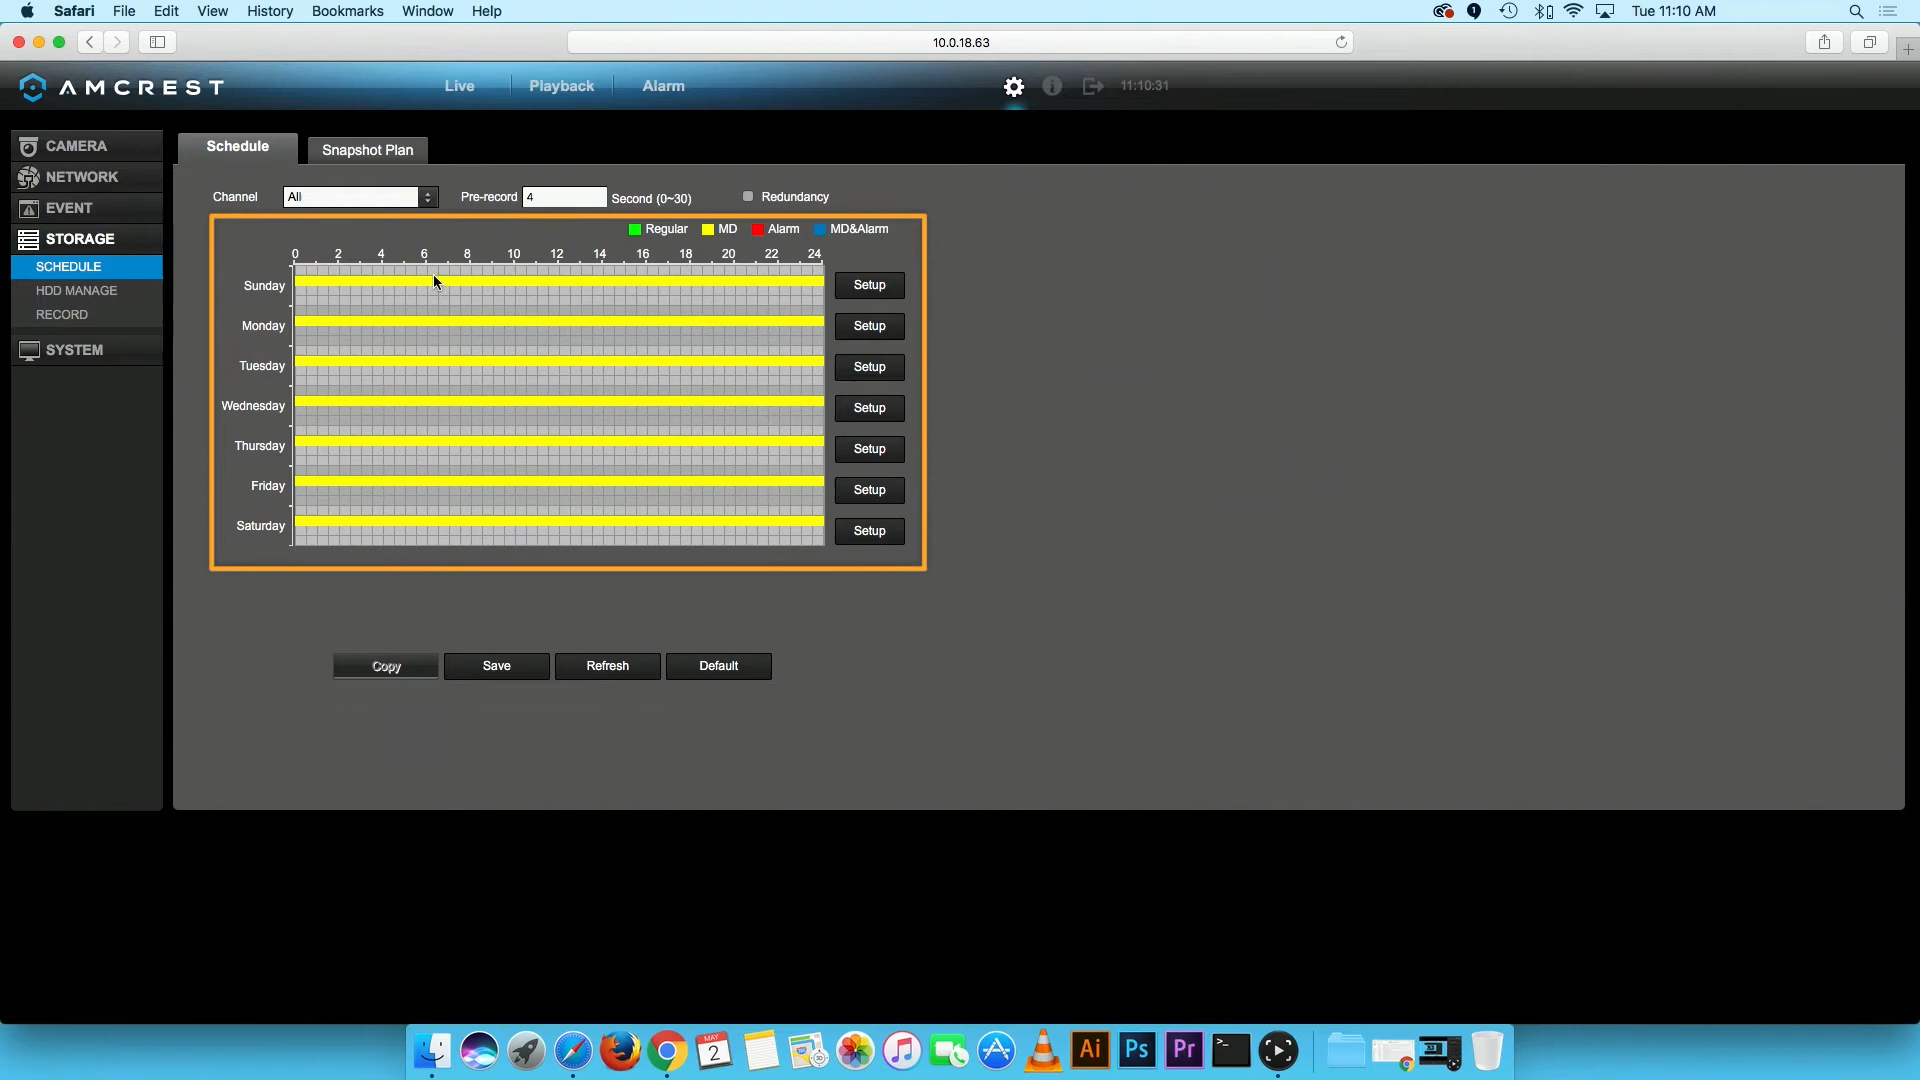 Safari File Edit View History Bookmarks Window Help Tue 11:10 AM
10.0.18.63
AMCREST Live Playback Alarm 11:10:31
CAMERA
NETWORK
EVENT
STORAGE
SCHEDULE
HDD MANAGE
RECORD
SYSTEM
Schedule Snapshot Plan
Channel All Pre-record 4 Second (0~30) Redundancy
Regular MD Alarm MD&Alarm
0 2 4 6 8 10 12 14 16 18 20 22 24
Sunday Setup
Monday Setup
Tuesday Setup
Wednesday Setup
Thursday Setup
Friday Setup
Saturday Setup
Copy Save Refresh Default
MAY
2
3D
Ai Ps Pr >_